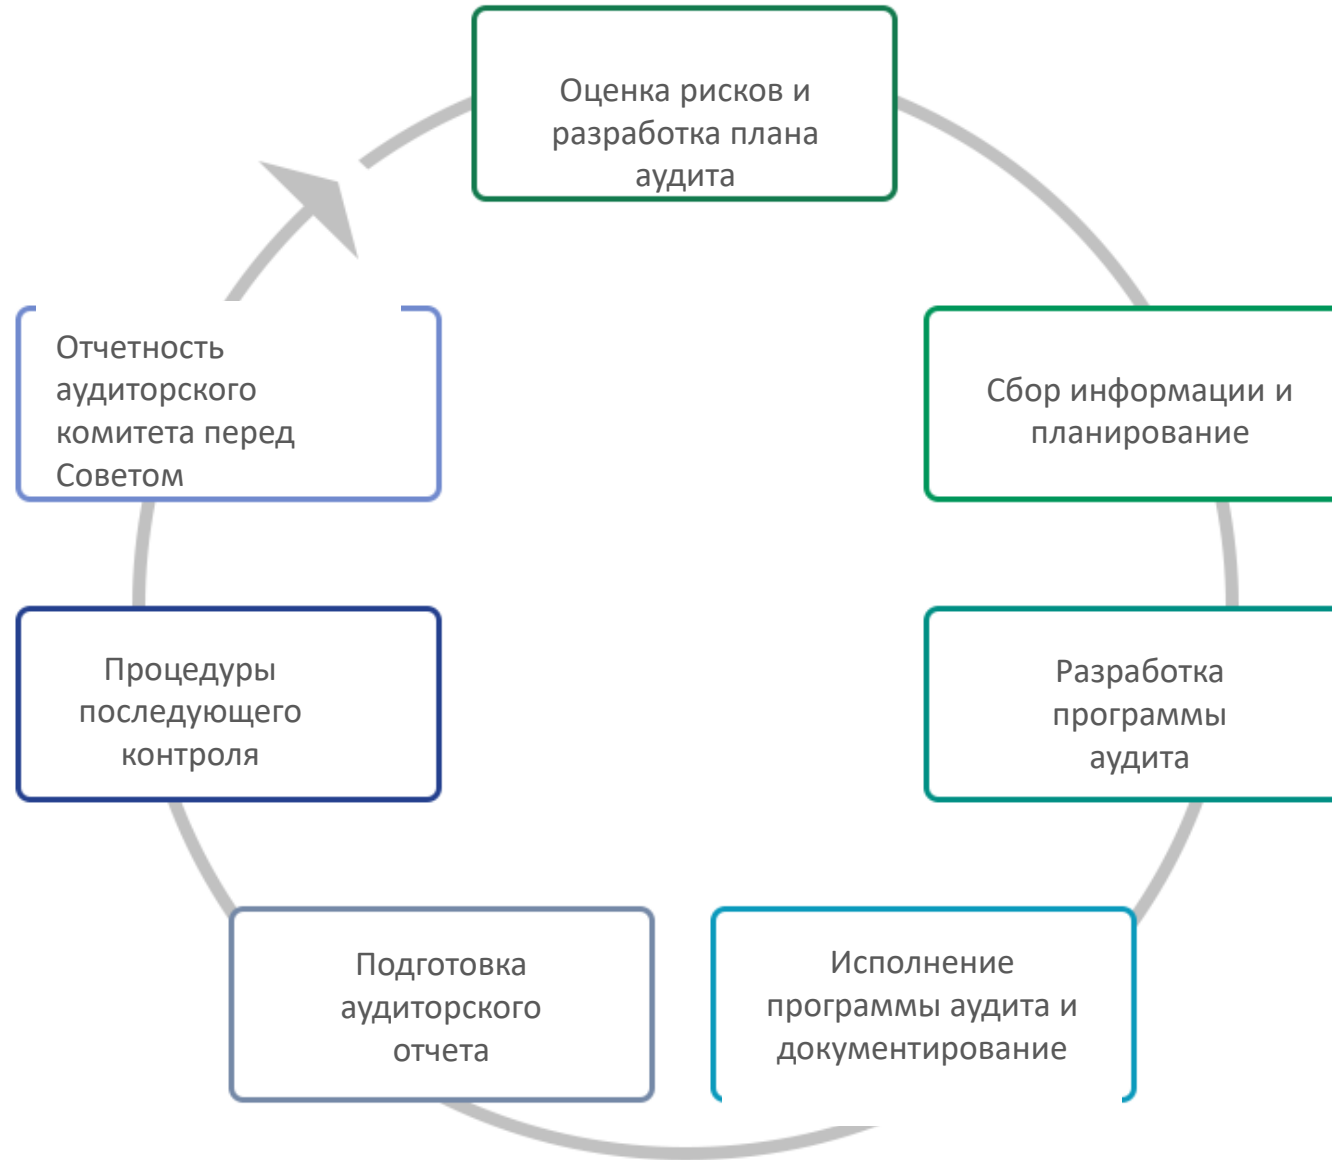 Оценка рисков и
разработка плана
аудита
Сбор информации и
планирование
Разработка
программы
аудита
Исполнение
программы аудита и
документирование
Подготовка
аудиторского
отчета
Процедуры
последующего
контроля
Отчетность
аудиторского
комитета перед
Советом